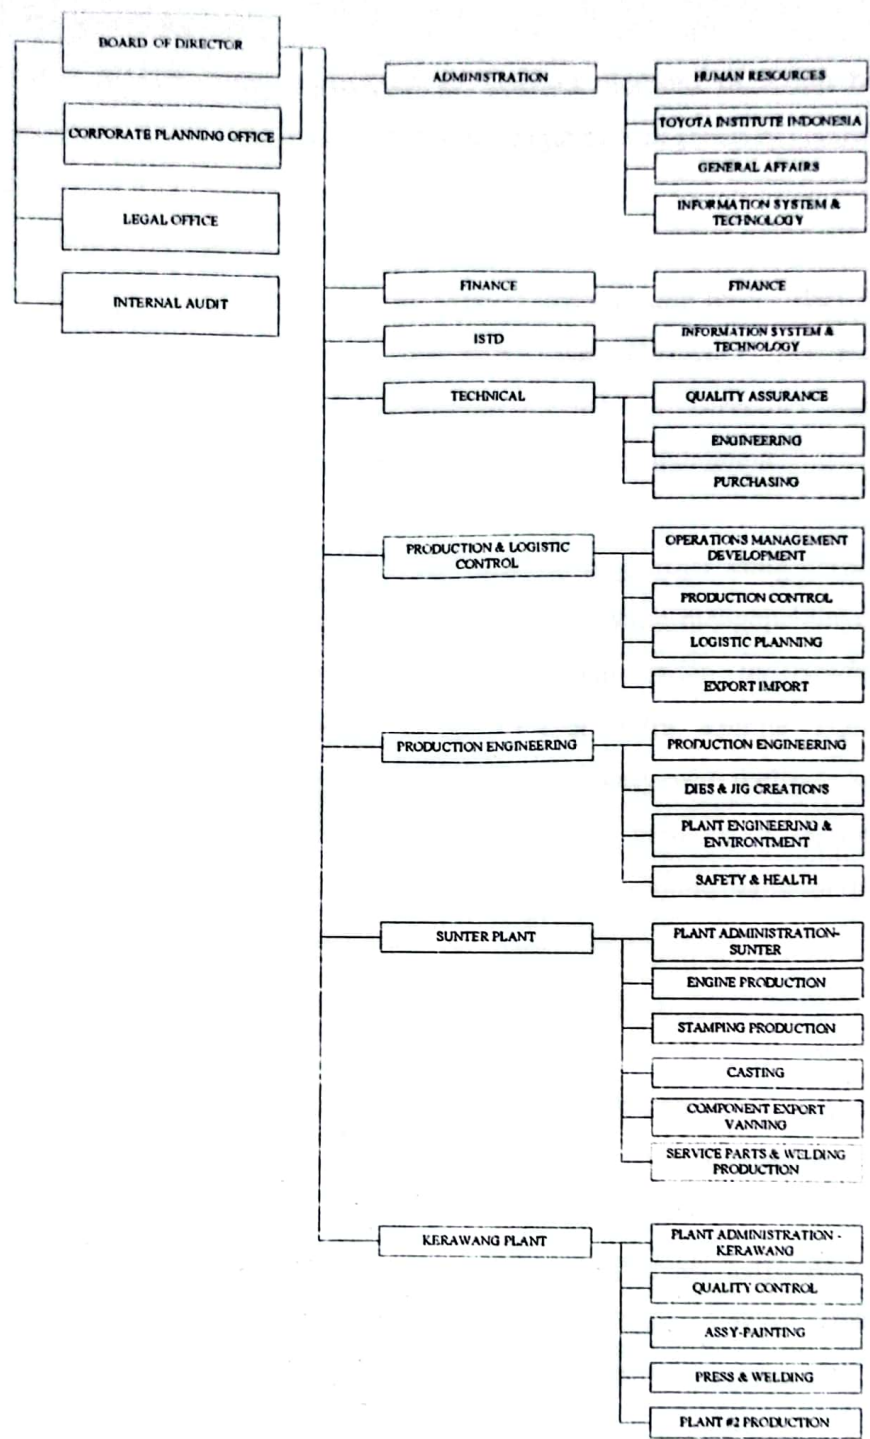 BOARD OF DIRECTOR
CORPORATE PLANNING OFFICE
LEGAL OFFICE
INTERNAL AUDIT
ADMINISTRATION
HUMAN RESOURCES
TOYOTA INSTITUTE INDONESIA
GENERAL AFFAIRS
INFORMATION SYSTEM &
TECHNOLOGY
FINANCE
FINANCE
ISTD
INFORMATION SYSTEM &
TECHNOLOGY
TECHNICAL
QUALITY ASSURANCE
ENGINEERING
PURCHASING
PRODUCTION & LOGISTIC
CONTROL
OPERATIONS MANAGEMENT
DEVELOPMENT
PRODUCTION CONTROL
LOGISTIC PLANNING
EXPORT IMPORT
PRODUCTION ENGINEERING
PRODUCTION ENGINEERING
DIES & JIG CREATIONS
PLANT ENGINEERING &
ENVIRONTMENT
SAFETY & HEALTH
SUNTER PLANT
PLANT ADMINISTRATION-
SUNTER
ENGINE PRODUCTION
STAMPING PRODUCTION
CASTING
COMPONENT EXPORT
VANNING
SERVICE PARTS & WELDING
PRODUCTION
KERAWANG PLANT
PLANT ADMINISTRATION -
KERAWANG
QUALITY CONTROL
ASSY-PAINTING
PRESS & WELDING
PLANT #2 PRODUCTION